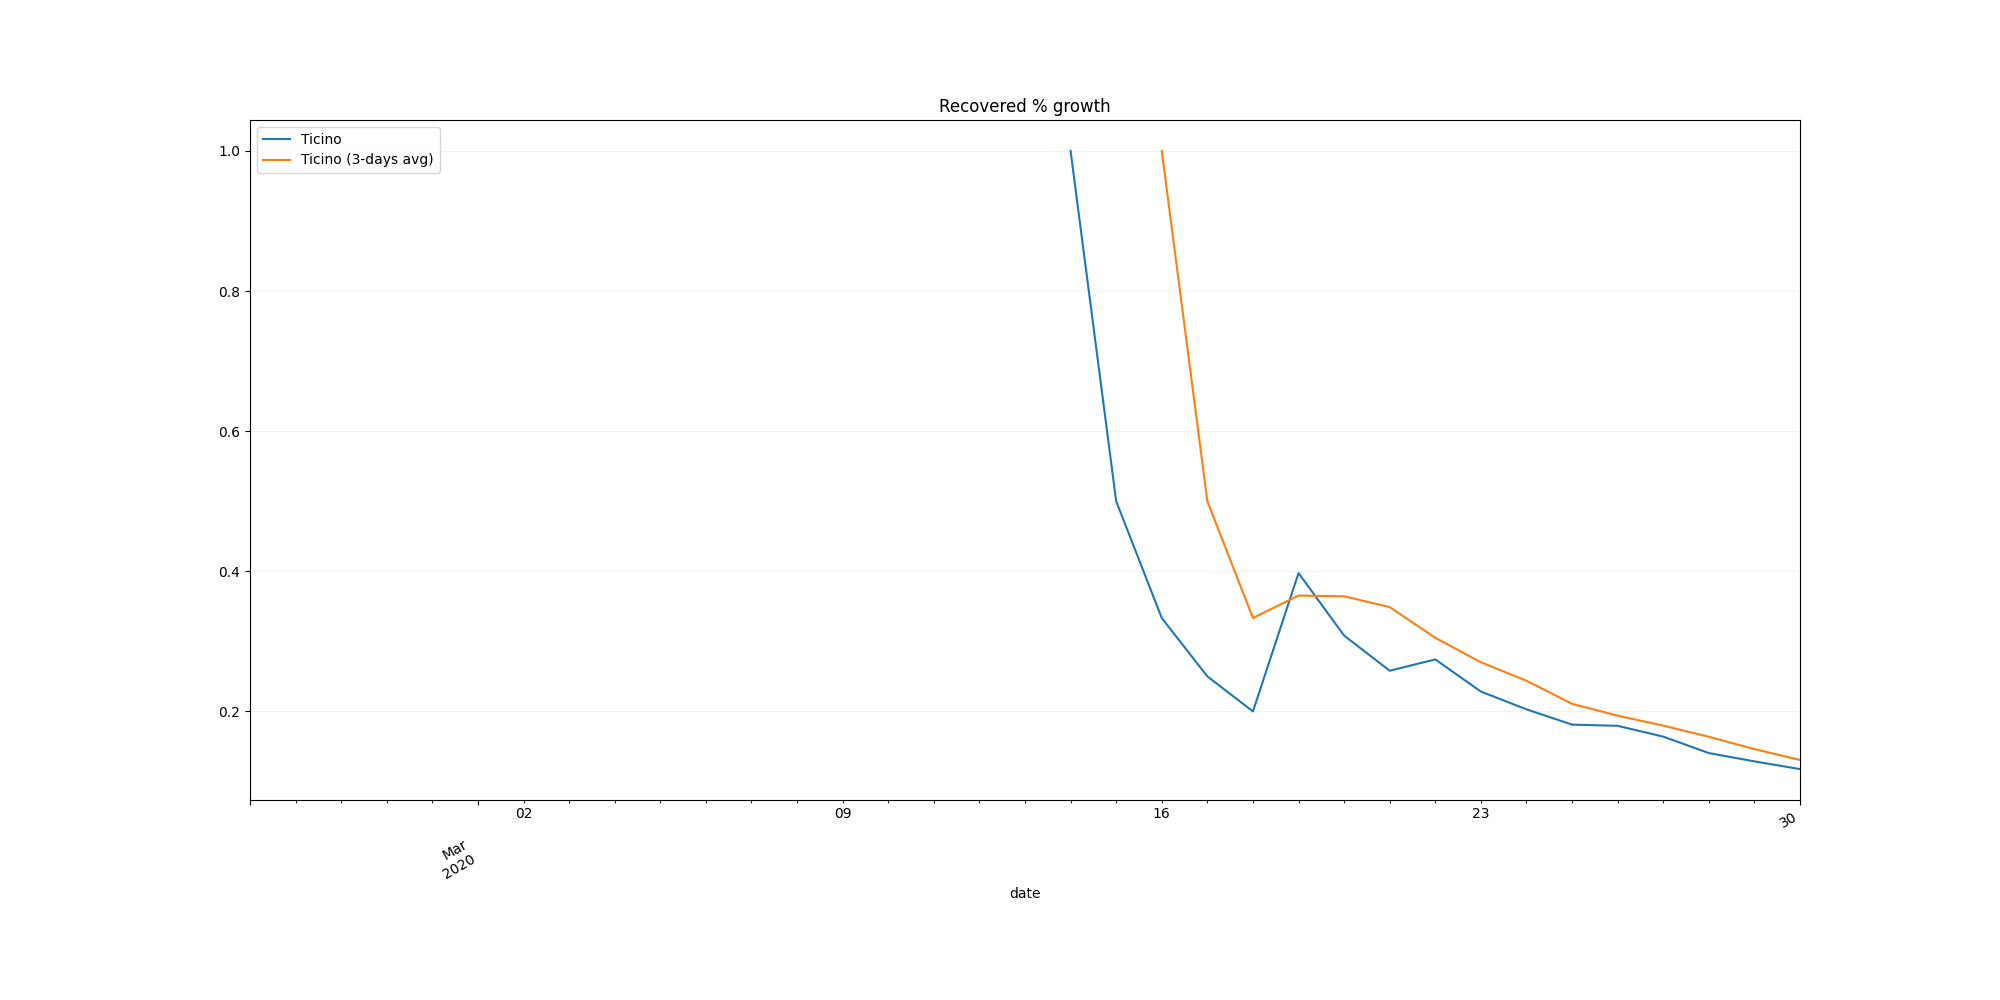 Recovered % growth
Ticino
Ticino (3-days avg)
1.0
0.8
0.6
0.4
0.2
02
09
16
23
30
Mar
2020
date